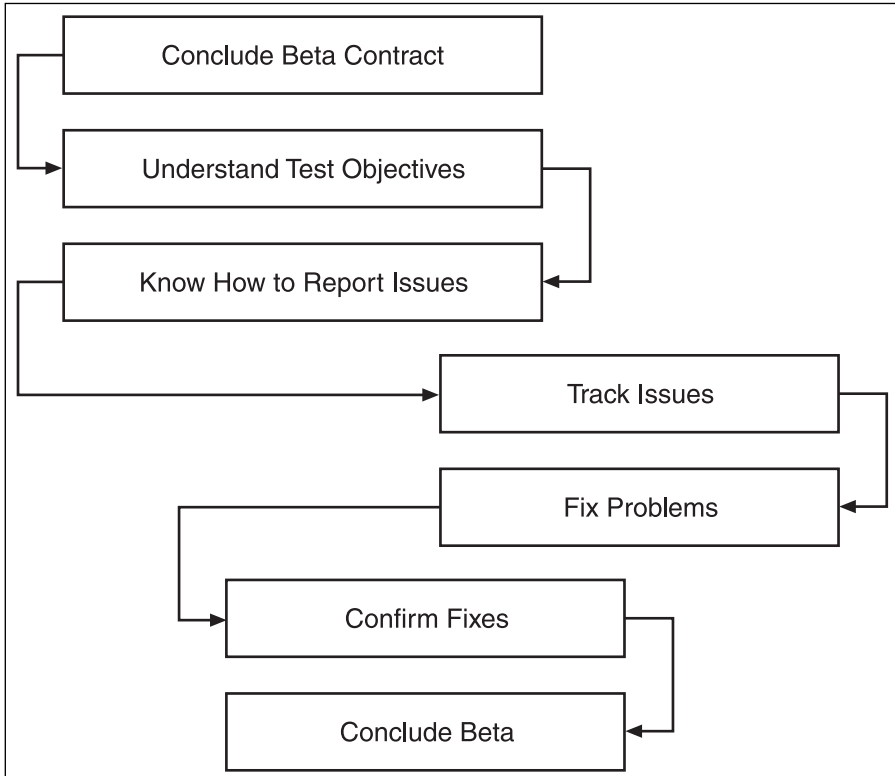 Conclude Beta Contract
Understand Test Objectives
Know How to Report Issues
Track Issues
Fix Problems
Confirm Fixes
Conclude Beta